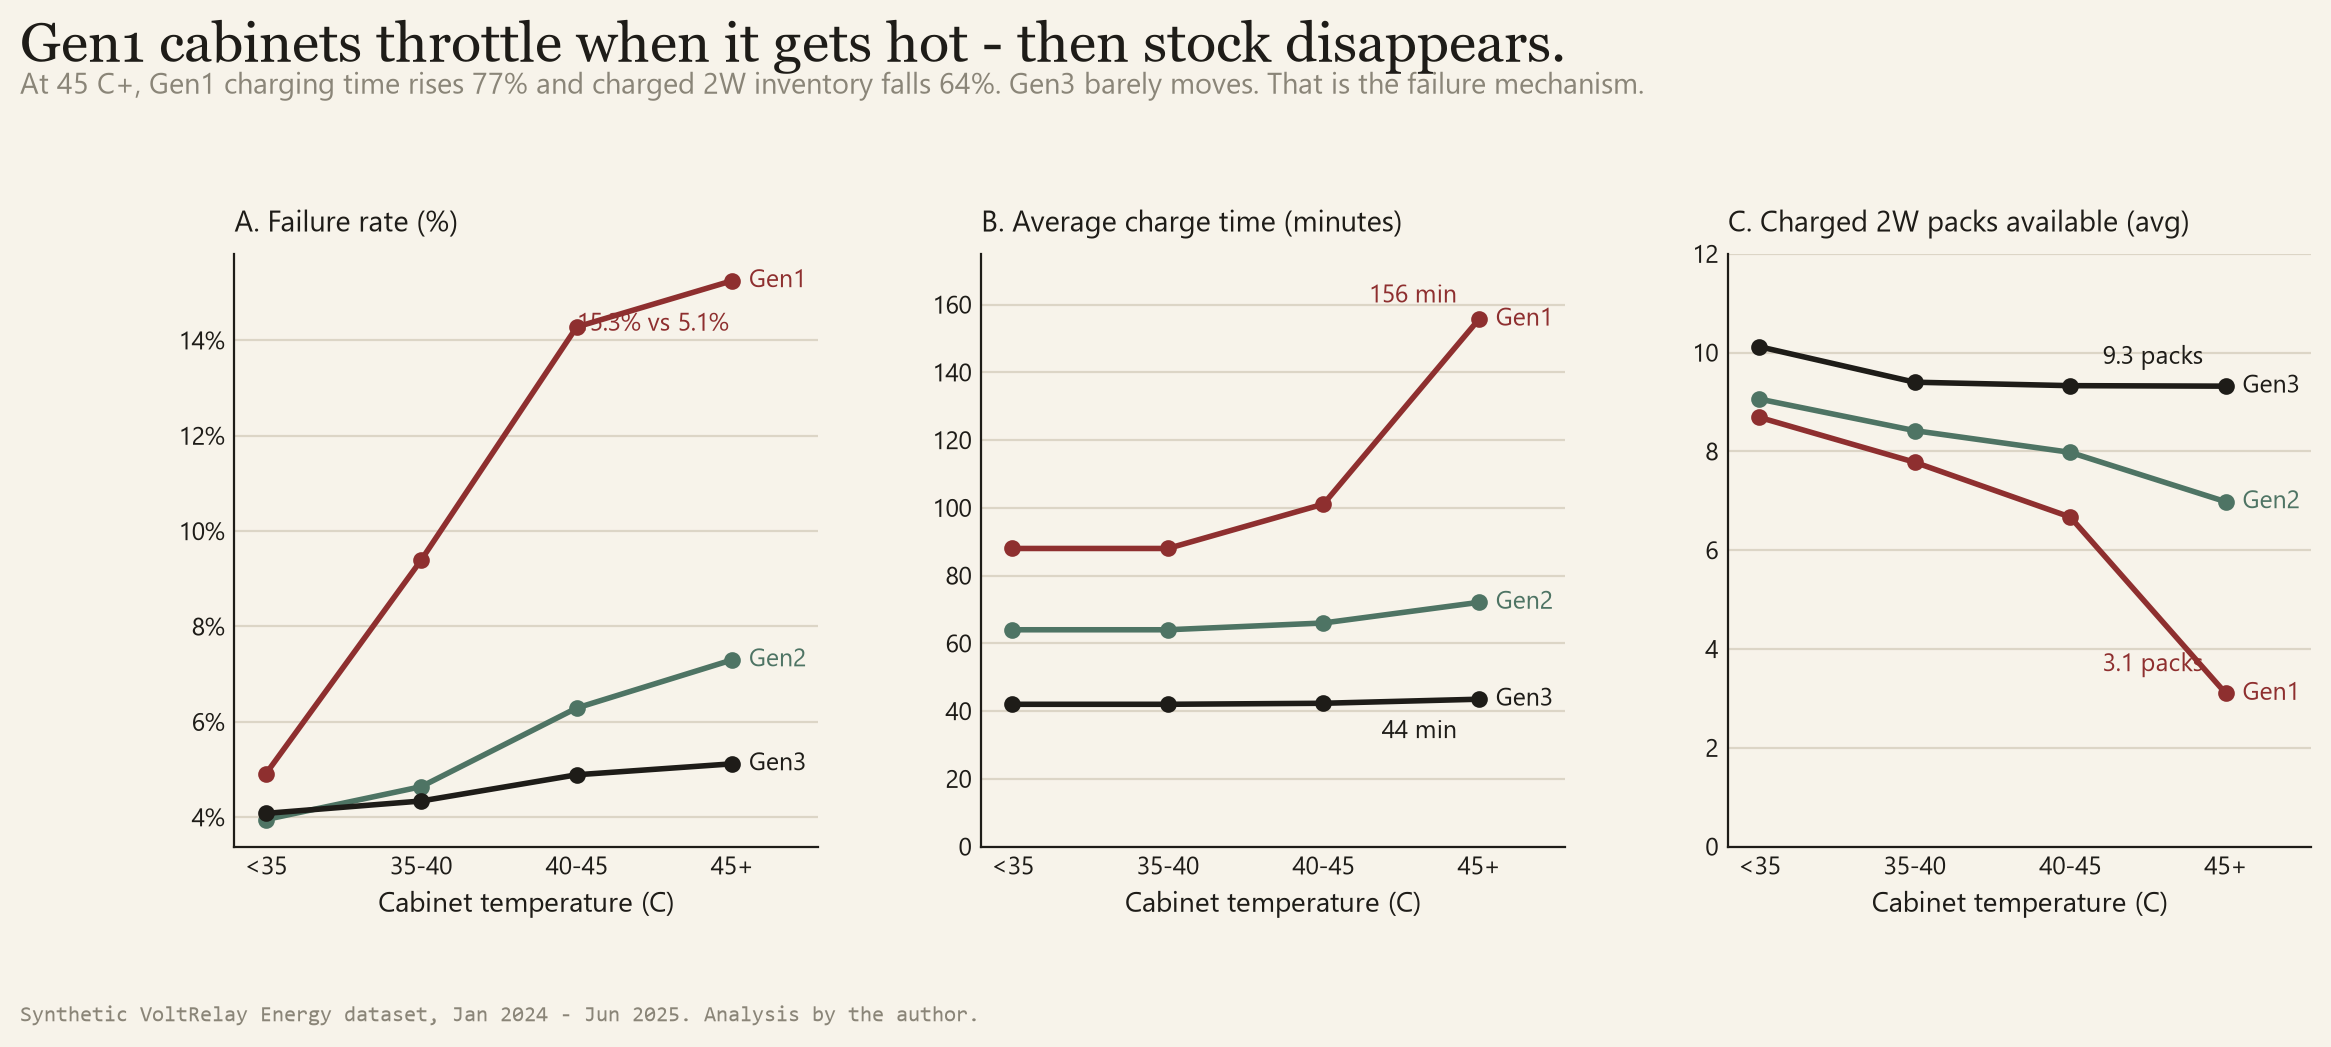 Gen1 cabinets throttle when it gets hot - then stock disappears.
At 45 C+, Gen1 charging time rises 77% and charged 2W inventory falls 64%. Gen3 barely moves. That is the failure mechanism.
A. Failure rate (%)
14%
12%
10%
8%
6%
4%
Gen1
15.3% vs 5.1%
Gen2
Gen3
<35
35-40
40-45
45+
Cabinet temperature (C)
B. Average charge time (minutes)
160
140
120
100
80
60
40
20
0
156 min
Gen1
Gen2
Gen3
44 min
<35
35-40
40-45
45+
Cabinet temperature (C)
C. Charged 2W packs available (avg)
12
10
8
6
4
2
0
9.3 packs
Gen3
Gen2
3.1 packs
Gen1
<35
35-40
40-45
45+
Cabinet temperature (C)
Synthetic VoltRelay Energy dataset, Jan 2024 - Jun 2025. Analysis by the author.